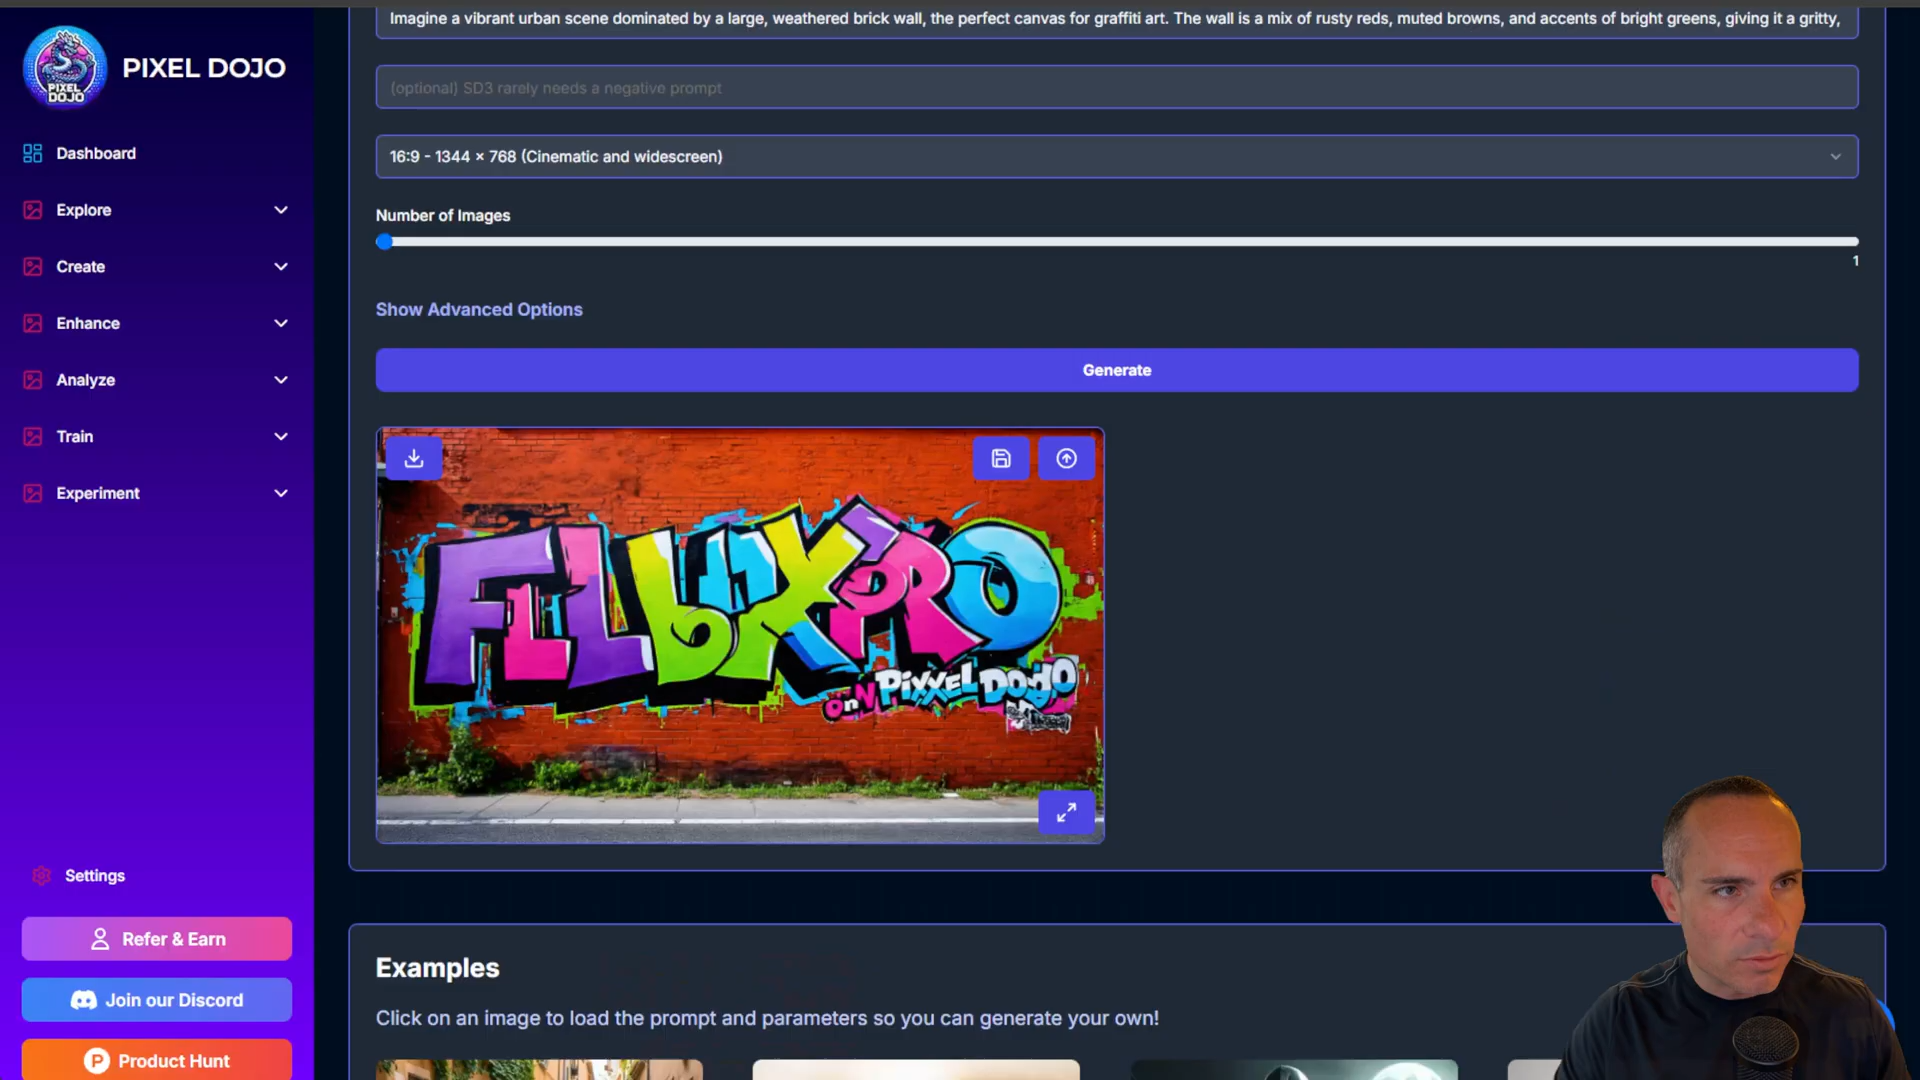 Imagine a vibrant urban scene dominated by a large, weathered brick wall, the perfect canvas for graffiti art. The wall is a mix of rusty reds, muted browns, and accents of bright greens, giving it a gritty,
PIXEL DOJO
PIXEL
DOJO
(optional) SD3 rarely needs a negative prompt
Dashboard
16:9 - 1344 × 768 (Cinematic and widescreen)
Explore
Number of Images
1
Create
Show Advanced Options
Enhance
Generate
Analyze
Train
Experiment
FLbuXPRO
onN PiXXEL DOdO
Settings
Refer & Earn
Join our Discord
P Product Hunt
Examples
Click on an image to load the prompt and parameters so you can generate your own!